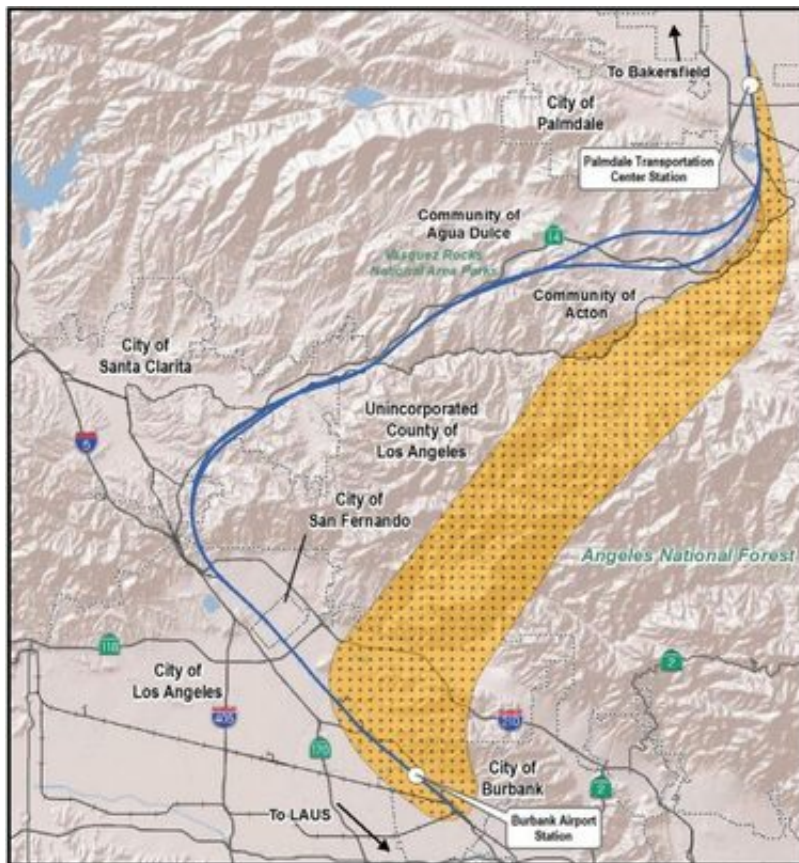 To Bakersfield
City of
Palmdale
Palmdale Transportation
Center Station
Community of
Agua Dulce
14
Vasquez Rocks
National Area Parks
Community of
Acton
City of
Santa Clarita
Unincorporated
County of
Los Angeles
5
City of
San Fernando
Angeles National Forest
118
2
City of
Los Angeles
405
210
170
City of
Burbank
2
To LAUS
Burbank Airport
Station